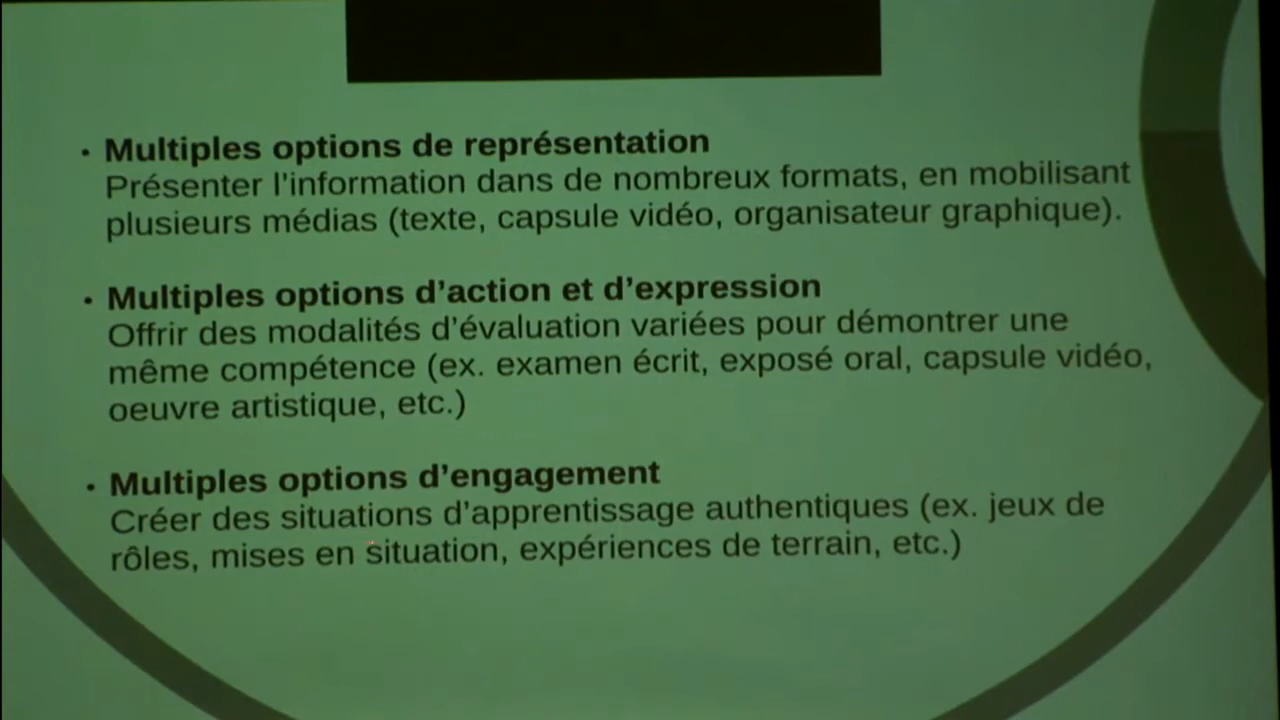 • Multiples options de représentation
Présenter l'information dans de nombreux formats, en mobilisant
plusieurs médias (texte, capsule vidéo, organisateur graphique).
• Multiples options d’action et d’expression
Offrir des modalités d’évaluation variées pour démontrer une
même compétence (ex. examen écrit, exposé oral, capsule vidéo,
oeuvre artistique, etc.)
• Multiples options d’engagement
Créer des situations d’apprentissage authentiques (ex. jeux de
rôles, mises en situation, expériences de terrain, etc.)